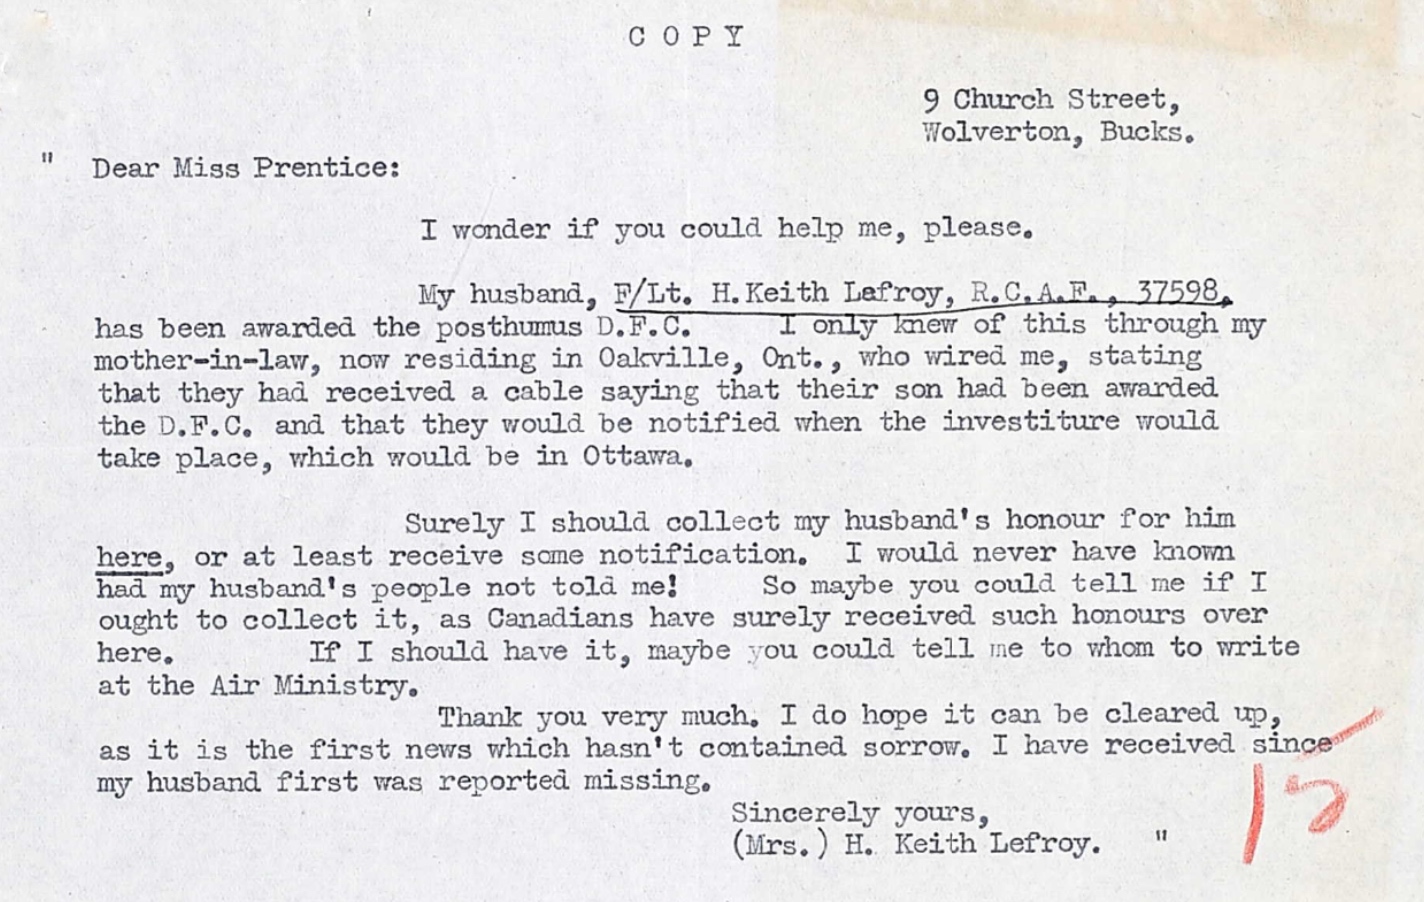 C O P Y
9 Church Street,
Wolverton, Bucks.
" Dear Miss Prentice:
I wonder if you could help me, please.
My husband, F/Lt. H.Keith Lefroy, R.C.A.F., 37598,
has been awarded the posthumus D.F.C. I only knew of this through my
mother-in-law, now residing in Oakville, Ont., who wired me, stating
that they had received a cable saying that their son had been awarded
the D.F.C. and that they would be notified when the investiture would
take place, which would be in Ottawa.
Surely I should collect my husband's honour for him
here, or at least receive some notification. I would never have known
had my husband's people not told me! So maybe you could tell me if I
ought to collect it, as Canadians have surely received such honours over
here. If I should have it, maybe you could tell me to whom to write
at the Air Ministry.
Thank you very much. I do hope it can be cleared up,
as it is the first news which hasn't contained sorrow. I have received since
my husband first was reported missing.
Sincerely yours,
(Mrs.) H. Keith Lefroy. "
15